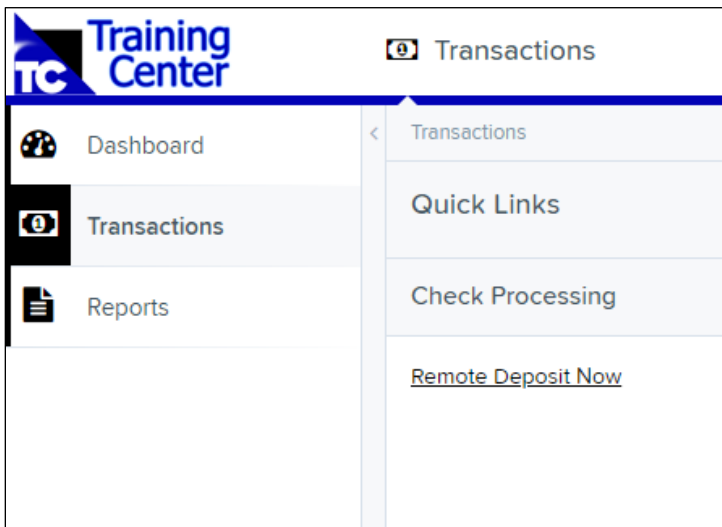 Training
Center
TC
Transactions
Dashboard
Transactions
Reports
Transactions
Quick Links
Check Processing
Remote Deposit Now